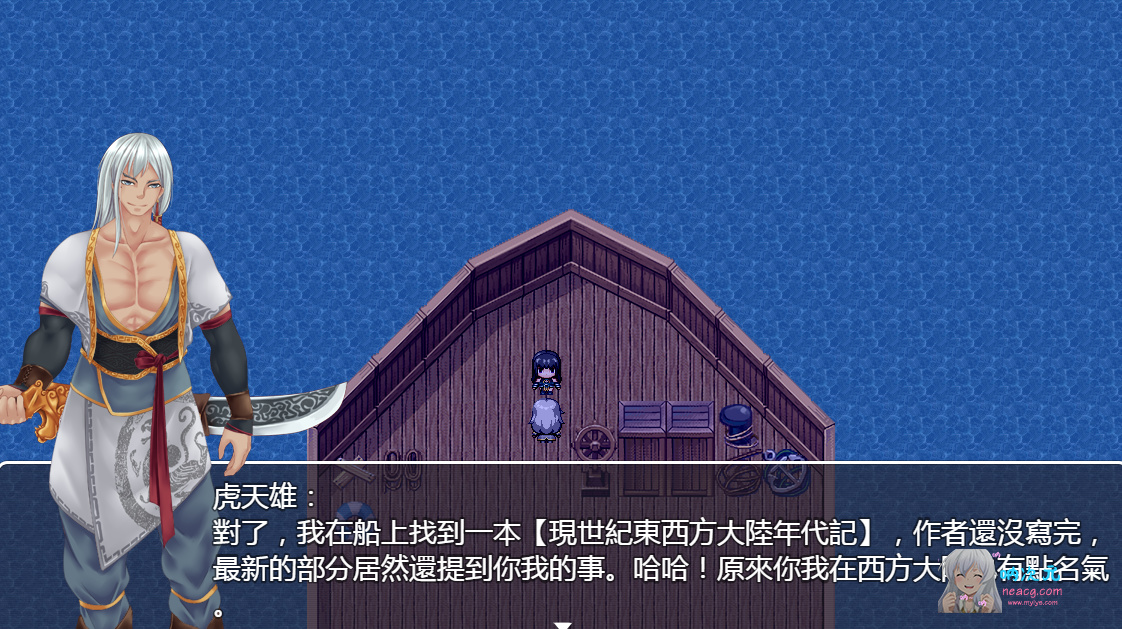 虎天雄：
對了，我在船上找到一本【現世紀東西方大陸年代記】，作者還沒寫完，
最新的部分居然還提到你我的事。哈哈！原來你我在西方大 有點名氣
。
neacg.com
www.myiys.com